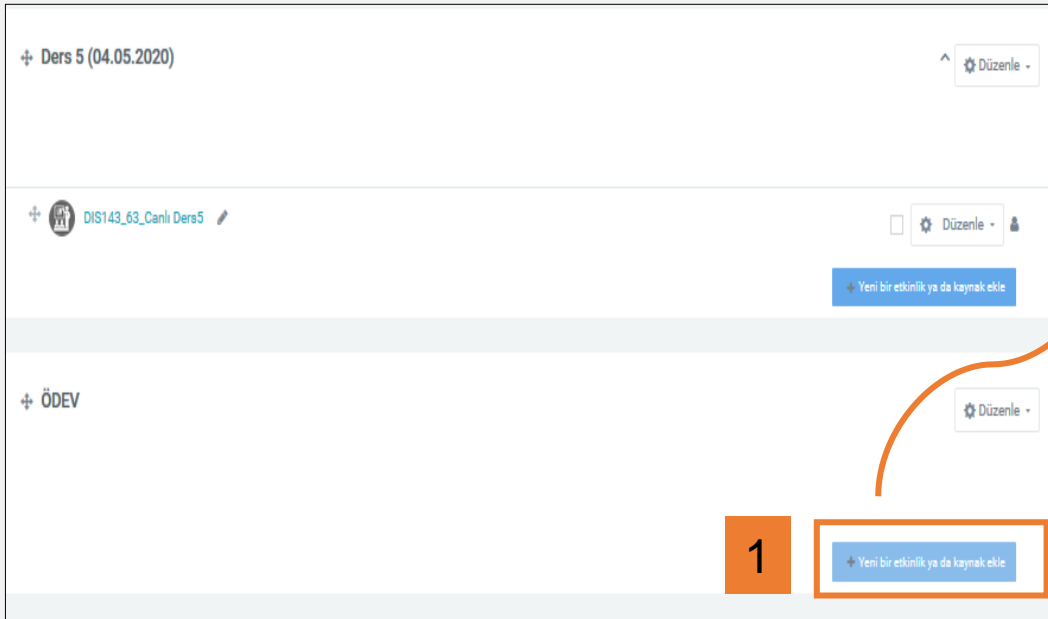 Ders 5 (04.05.2020)
Düzenle
DIS143_63_Canlı Ders5
Düzenle
Yeni bir etkinlik ya da kaynak ekle
ÖDEV
Düzenle
1
Yeni bir etkinlik ya da kaynak ekle